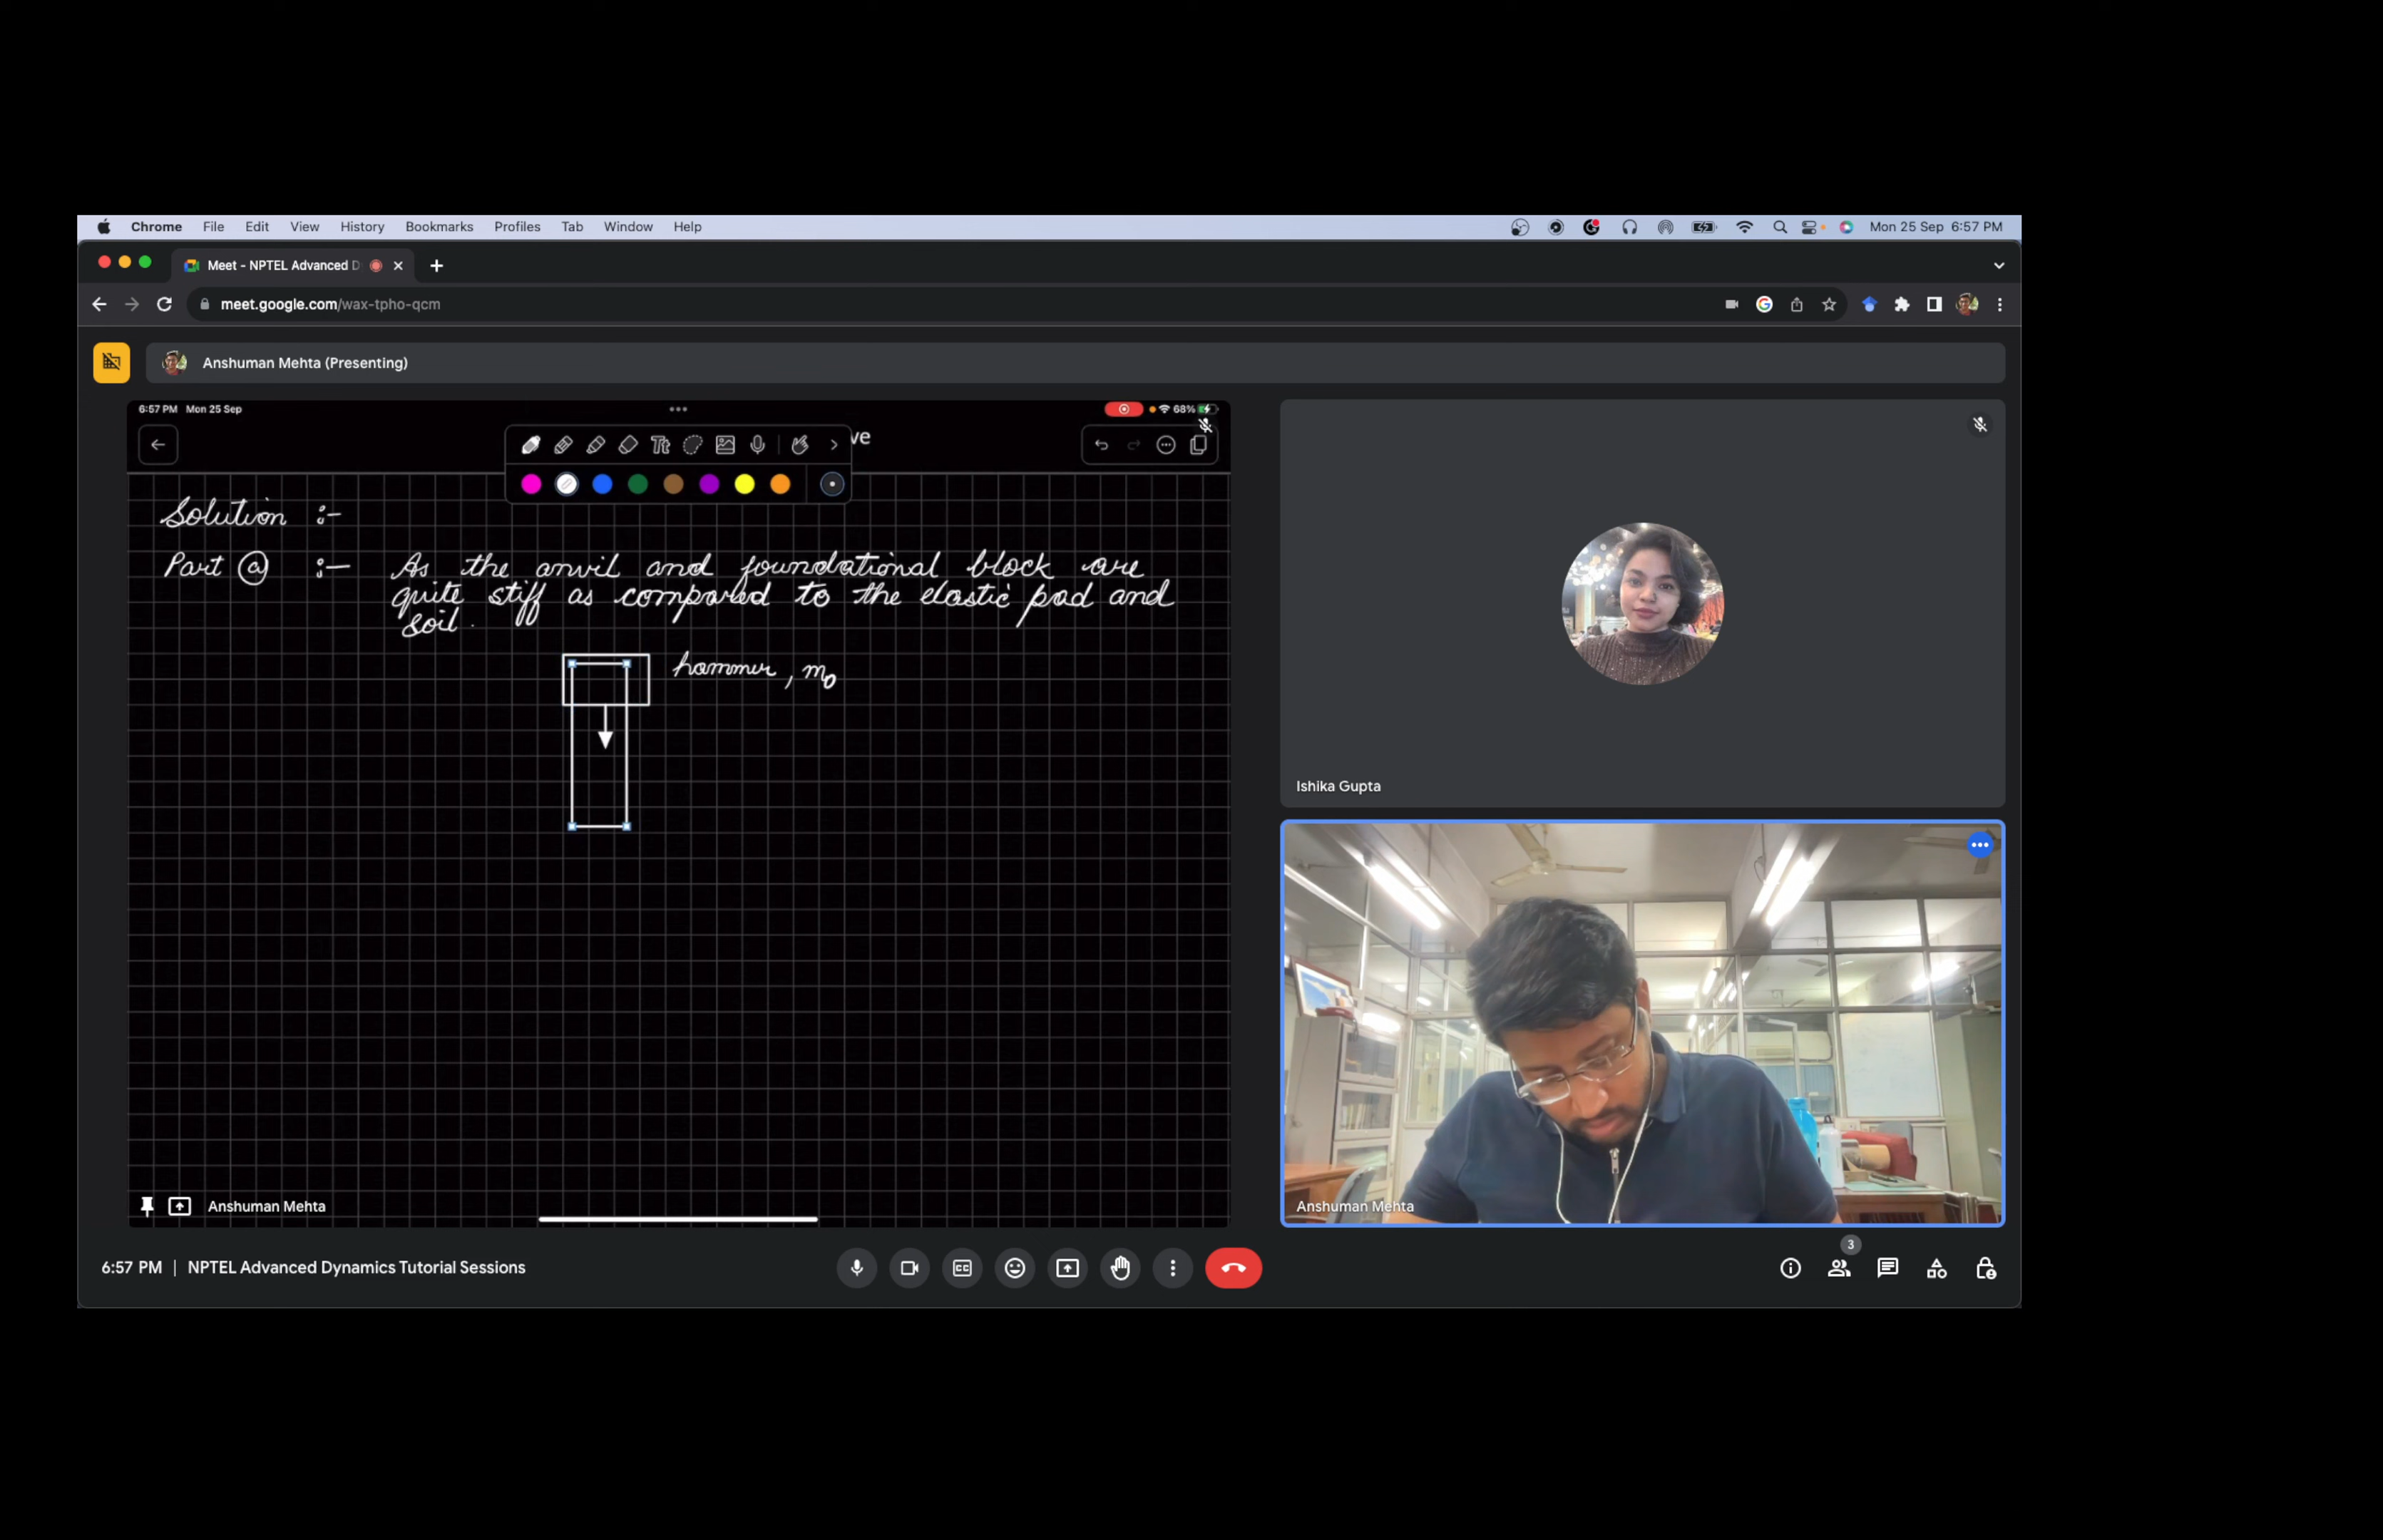 Chrome File Edit View History Bookmarks Profiles Tab Window Help Mon 25 Sep 6:57 PM
Meet - NPTEL Advanced D
meet.google.com/wax-tpho-qcm
Anshuman Mehta (Presenting)
6:57 PM Mon 25 Sep 68%
ve
Solution :-
Part (a) :- As the anvil and foundational block are
quite stiff as compared to the elastic pad and
soil.
hammer, m0
Ishika Gupta
Anshuman Mehta
Anshuman Mehta
6:57 PM | NPTEL Advanced Dynamics Tutorial Sessions
3